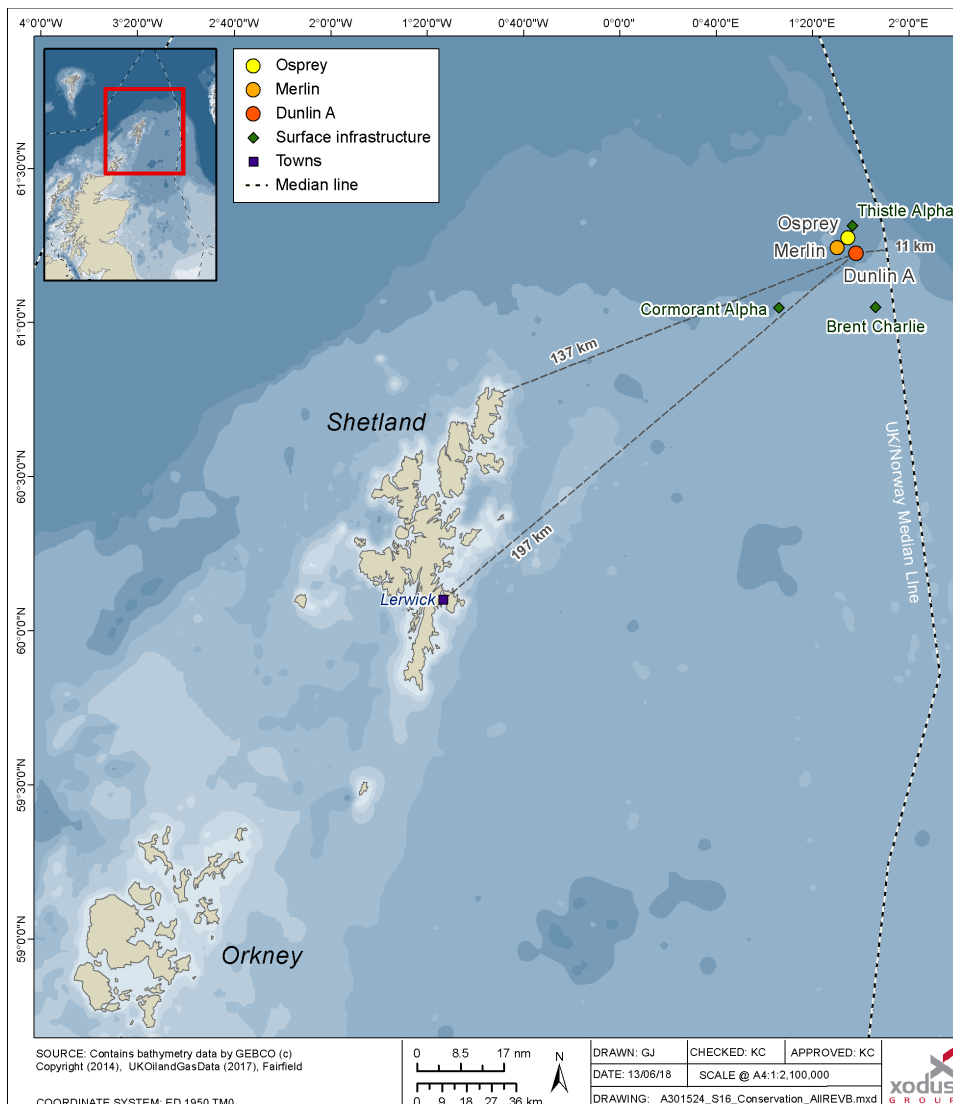 4°0'0"W 3°20'0"W 2°40'0"W 2°0'0"W 1°20'0"W 0°40'0"W 0°0'0"E 0°40'0"E 1°20'0"E 2°0'0"E
Osprey
Merlin
Dunlin A
Surface infrastructure
Towns
Median line
61°30'0"N
61°0'0"N
60°30'0"N
60°0'0"N
59°30'0"N
59°0'0"N
Thistle Alpha
Osprey
Merlin
11 km
Dunlin A
Cormorant Alpha
Brent Charlie
137 km
Shetland
UK/Norway Median LIne
197 km
Lerwick
Orkney
SOURCE: Contains bathymetry data by GEBCO (c)
Copyright (2014), UKOilandGasData (2017), Fairfield
COORDINATE SYSTEM: ED 1950 TM0
0 8.5 17 nm
0 9 18 27 36 km
N
DRAWN: GJ CHECKED: KC APPROVED: KC
DATE: 13/06/18 SCALE @ A4:1:2,100,000
DRAWING: A301524_S16_Conservation_AllREVB.mxd
xodus
GROUP